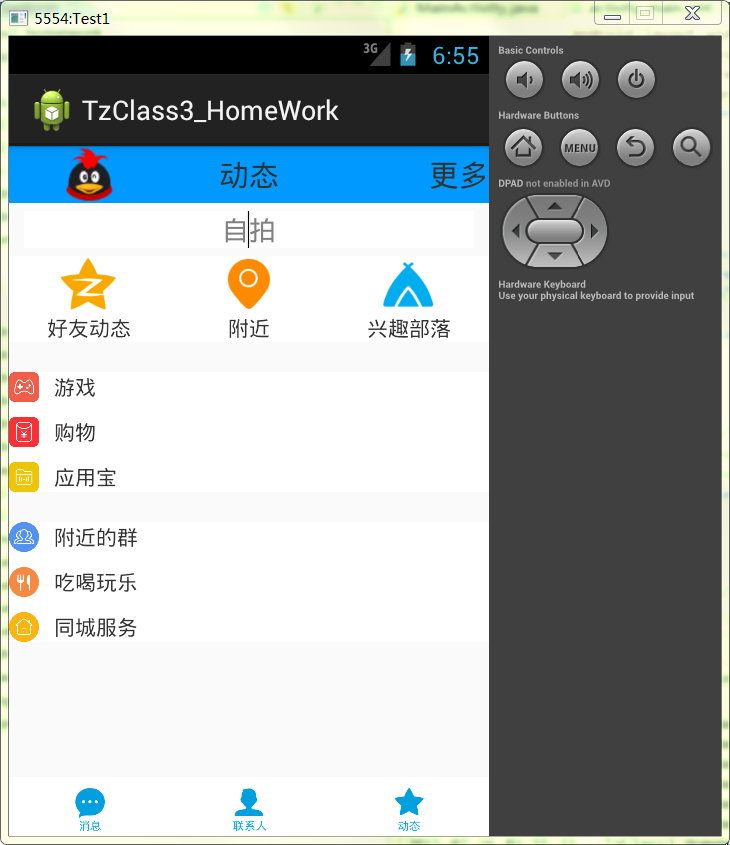 5554:Test1
3G 6:55
TzClass3_HomeWork
动态 更多
自拍
好友动态 附近 兴趣部落
游戏
购物
应用宝
附近的群
吃喝玩乐
同城服务
消息 联系人 动态
Basic Controls
Hardware Buttons
MENU
DPAD not enabled in AVD
Hardware Keyboard
Use your physical keyboard to provide input